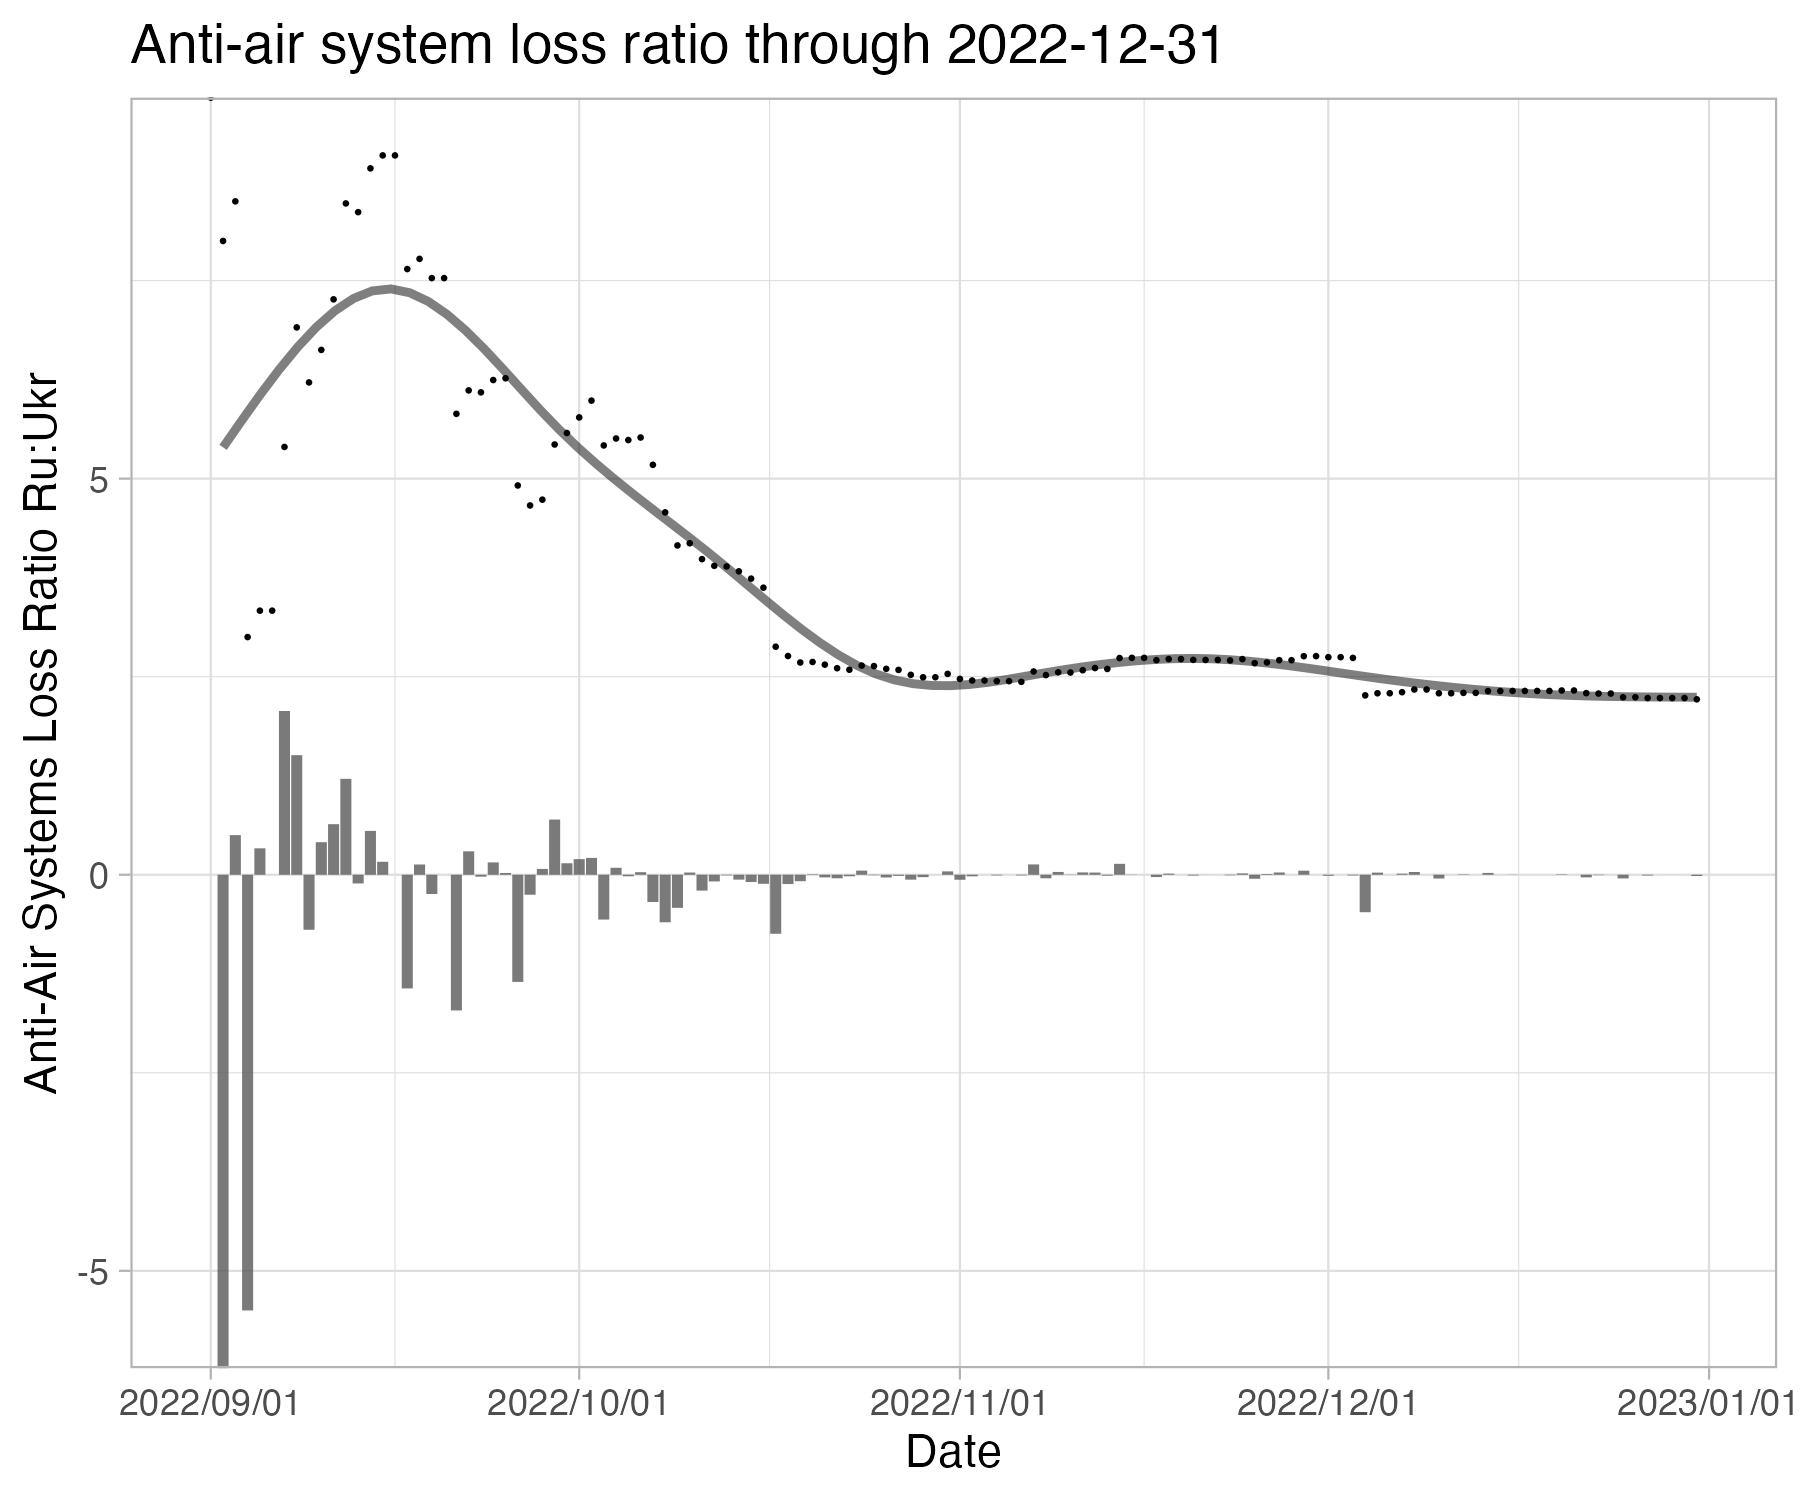 Anti-air system loss ratio through 2022-12-31
Anti-Air Systems Loss Ratio Ru:Ukr
5
0
-5
2022/09/01
2022/10/01
2022/11/01
2022/12/01
2023/01/01
Date